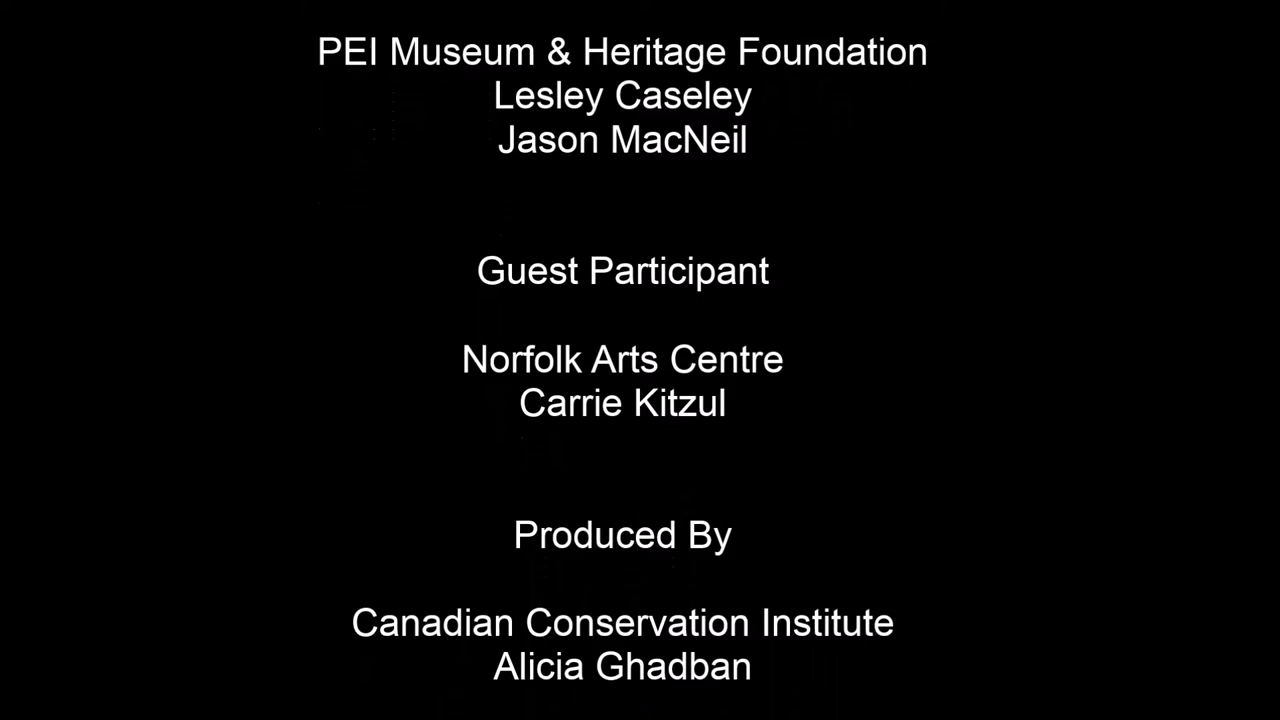 PEI Museum & Heritage Foundation
Lesley Caseley
Jason MacNeil
Guest Participant
Norfolk Arts Centre
Carrie Kitzul
Produced By
Canadian Conservation Institute
Alicia Ghadban